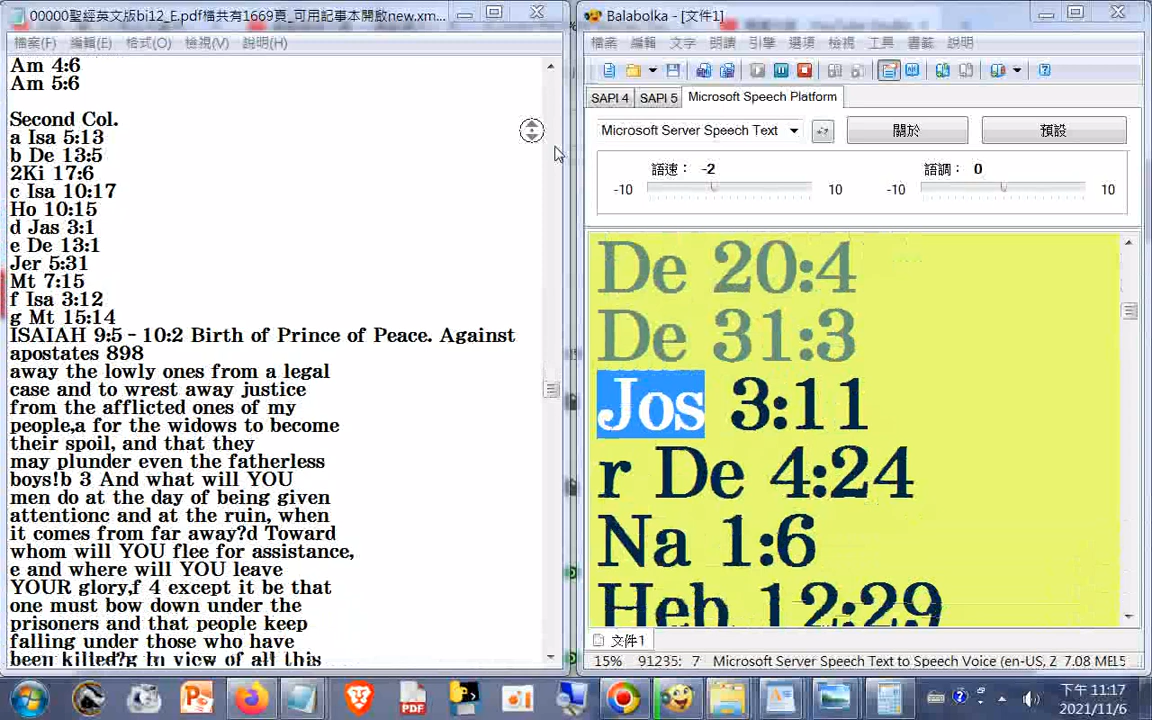 00000聖經英文版bi12_E.pdf檔共有1669頁_可用記事本開啟new.xm...
檔案(F) 編輯(E) 格式(O) 檢視(V) 說明(H)
Am 4:6
Am 5:6
Second Col.
a Isa 5:13
b De 13:5
2Ki 17:6
c Isa 10:17
Ho 10:15
d Jas 3:1
e De 13:1
Jer 5:31
Mt 7:15
f Isa 3:12
g Mt 15:14
ISAIAH 9:5 - 10:2 Birth of Prince of Peace. Against
apostates 898
away the lowly ones from a legal
case and to wrest away justice
from the afflicted ones of my
people,a for the widows to become
their spoil, and that they
may plunder even the fatherless
boys!b 3 And what will YOU
men do at the day of being given
attentionc and at the ruin, when
it comes from far away?d Toward
whom will YOU flee for assistance,
e and where will YOU leave
YOUR glory,f 4 except it be that
one must bow down under the
prisoners and that people keep
falling under those who have
been killed?g In view of all this
Balabolka - [文件1]
檔案 編輯 文字 朗讀 引擎 選項 檢視 工具 書籤 說明
SAPI 4 SAPI 5 Microsoft Speech Platform
Microsoft Server Speech Text 關於 預設
語速： -2 語調： 0
-10 10 -10 10
De 20:4
De 31:3
Jos 3:11
r De 4:24
Na 1:6
Heb 12:29
文件1
15% 91235: 7 Microsoft Server Speech Text to Speech Voice (en-US, Z 7.08 ME15
下午 11:17
2021/11/6